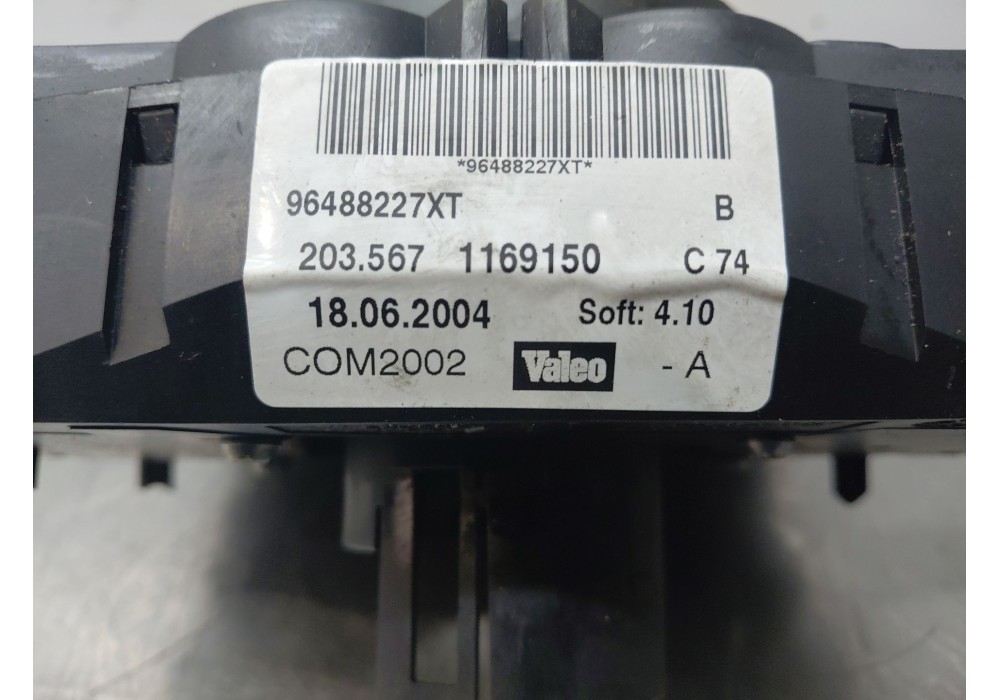 *96488227XT*
96488227XT B
203.567 1169150 C 74
18.06.2004 Soft: 4.10
COM2002 Valeo - A